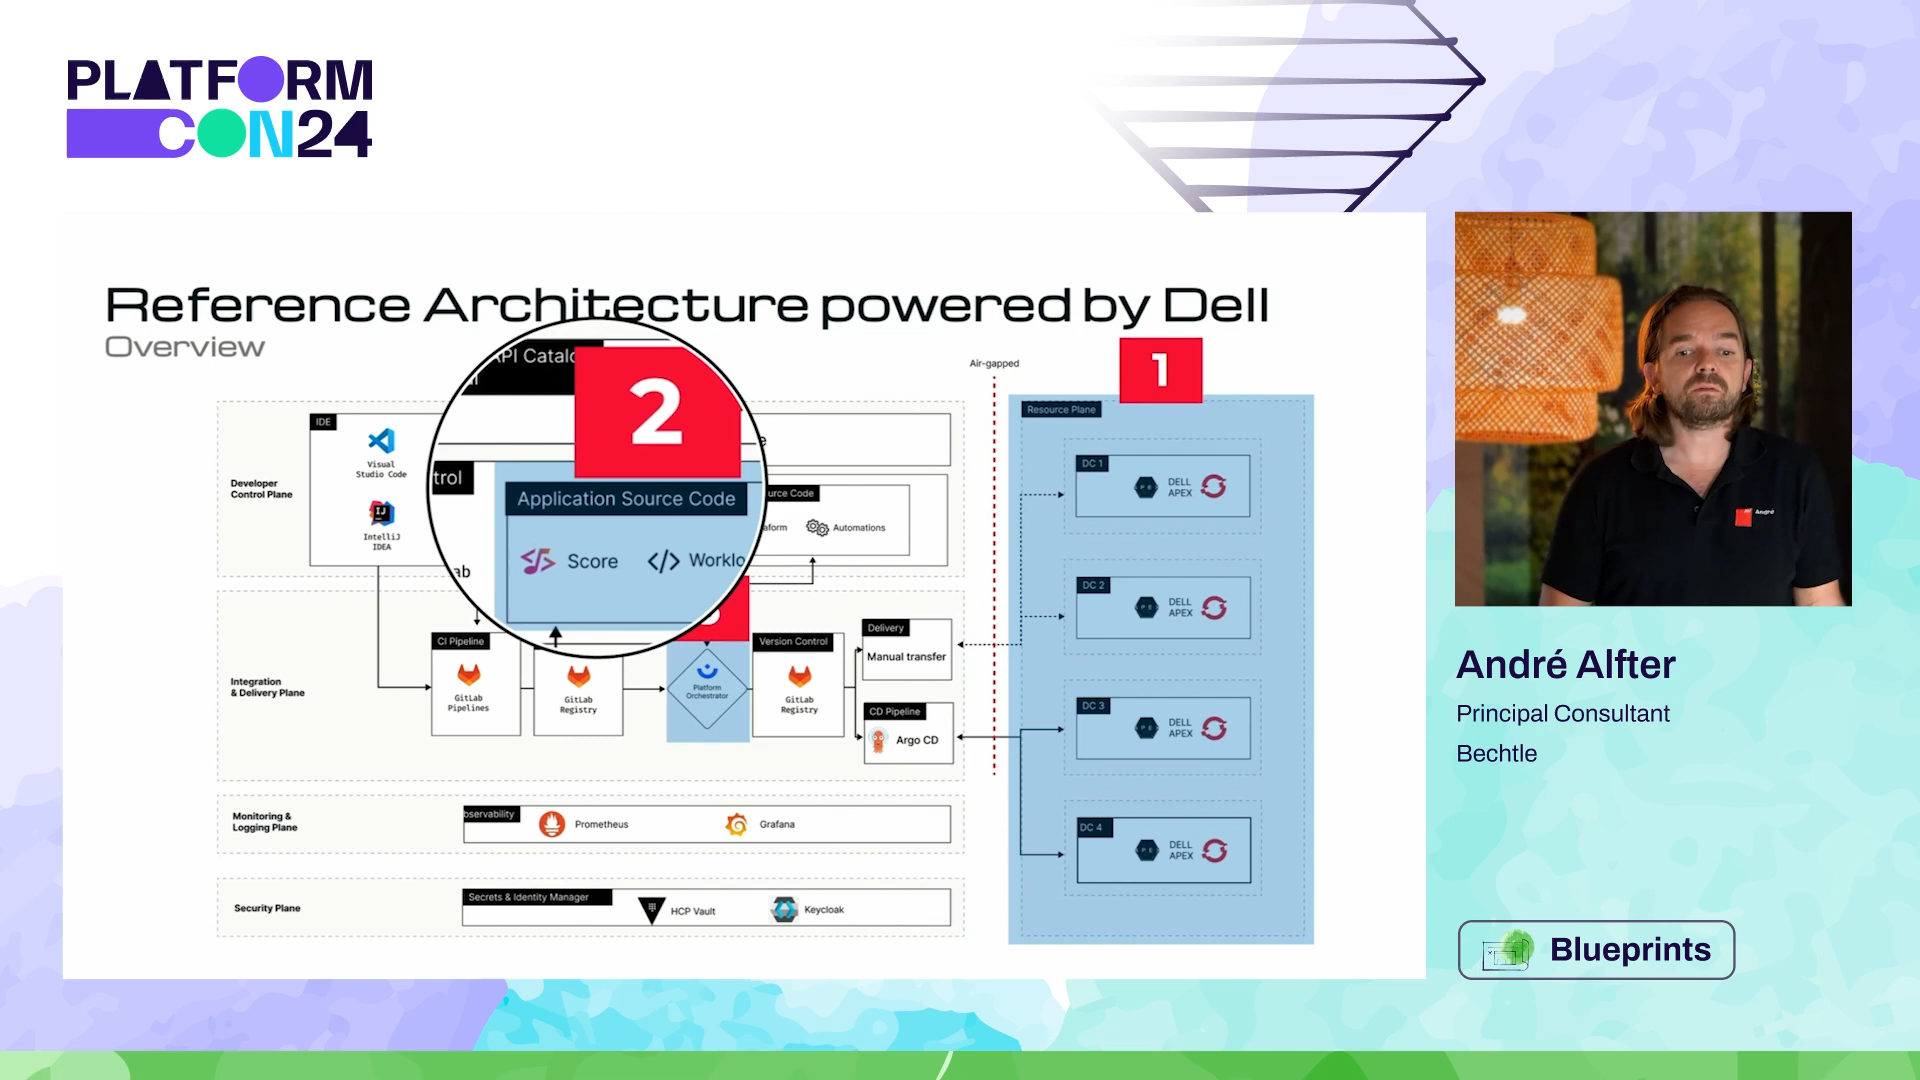 PLATFORM
CON24
Reference Architecture powered by Dell
Overview
API Catalo
2
trol
Application Source Code
Score
</> Worklo
ab
Air-gapped
1
Resource Plane
IDE
Visual
Studio Code
IntelliJ
IDEA
Developer
Control Plane
urce Code
aform
Automations
DC 1
DELL
APEX
DC 2
DELL
APEX
DC 3
DELL
APEX
DC 4
DELL
APEX
Integration
& Delivery Plane
CI Pipeline
GitLab
Pipelines
GitLab
Registry
Platform
Orchestrator
Version Control
GitLab
Registry
Delivery
Manual transfer
CD Pipeline
Argo CD
Monitoring &
Logging Plane
bservability
Prometheus
Grafana
Security Plane
Secrets & Identity Manager
HCP Vault
Keycloak
André
André Alfter
Principal Consultant
Bechtle
Blueprints